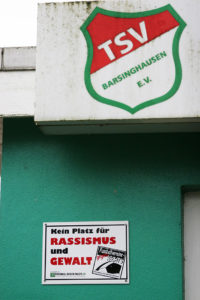 TSV
BARSINGHAUSEN
E.V.
Kein Platz für
RASSISMUS
und
GEWALT